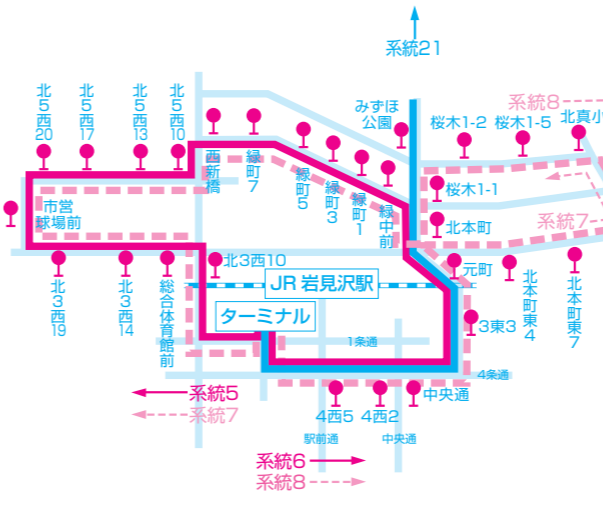 系統21
北5西20
北5西17
北5西13
北5西10
西新橋
緑町7
緑町5
緑町3
緑町1
緑中前
みずほ
公園
桜木1-2
桜木1-5
系統8
北真小
桜木1-1
北本町
系統7
市営
球場前
北3西19
北3西14
総合体育館前
北3西10
JR 岩見沢駅
ターミナル
元町
北本町東4
北本町東7
3東3
1条通
4条通
系統5
系統7
4西5
4西2
中央通
駅前通
中央通
系統6
系統8